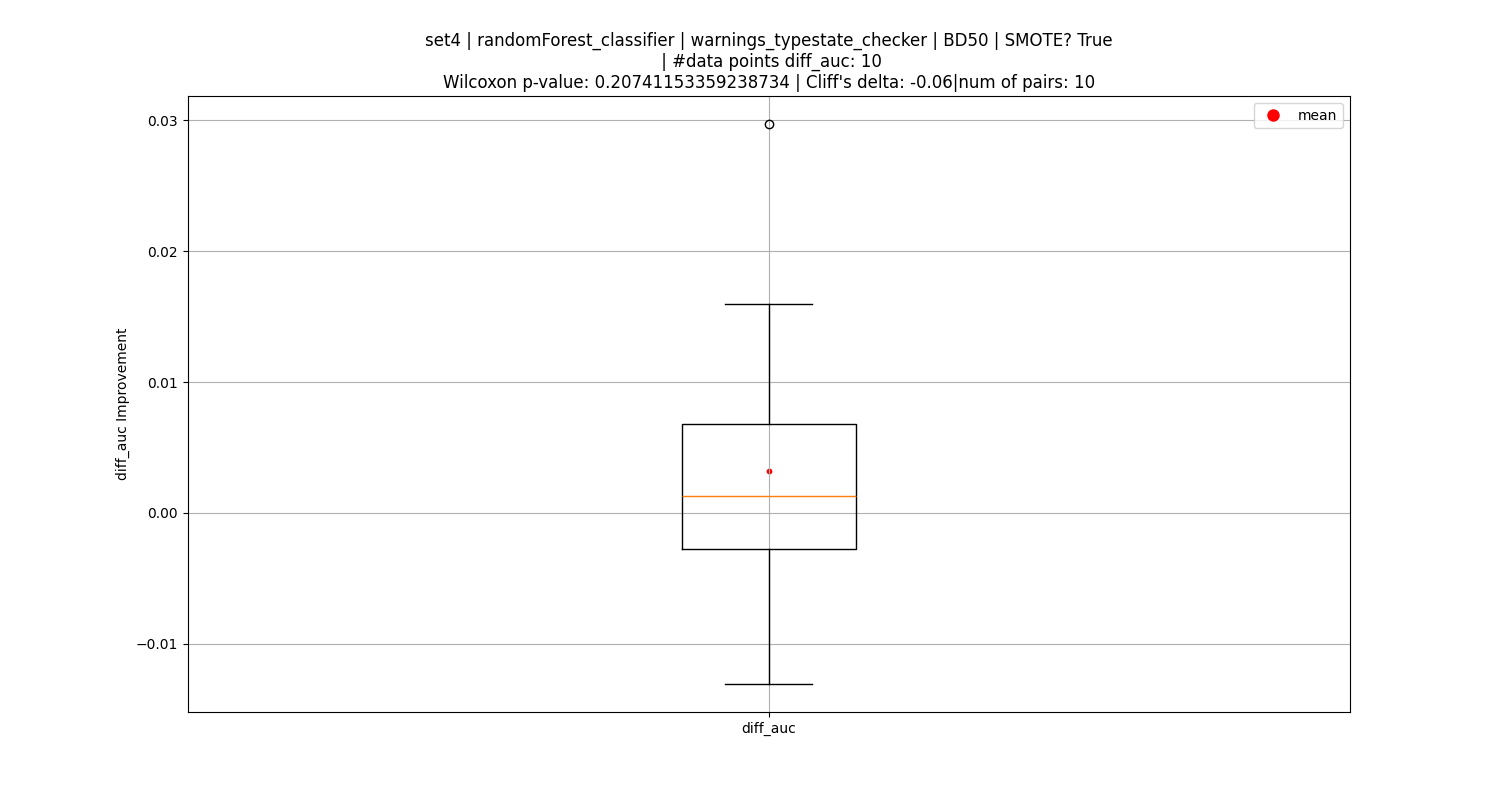 set4 | randomForest_classifier | warnings_typestate_checker | BD50 | SMOTE? True
| #data points diff_auc: 10
Wilcoxon p-value: 0.20741153359238734 | Cliff's delta: -0.06|num of pairs: 10
mean
0.03
0.02
0.01
0.00
−0.01
diff_auc Improvement
diff_auc